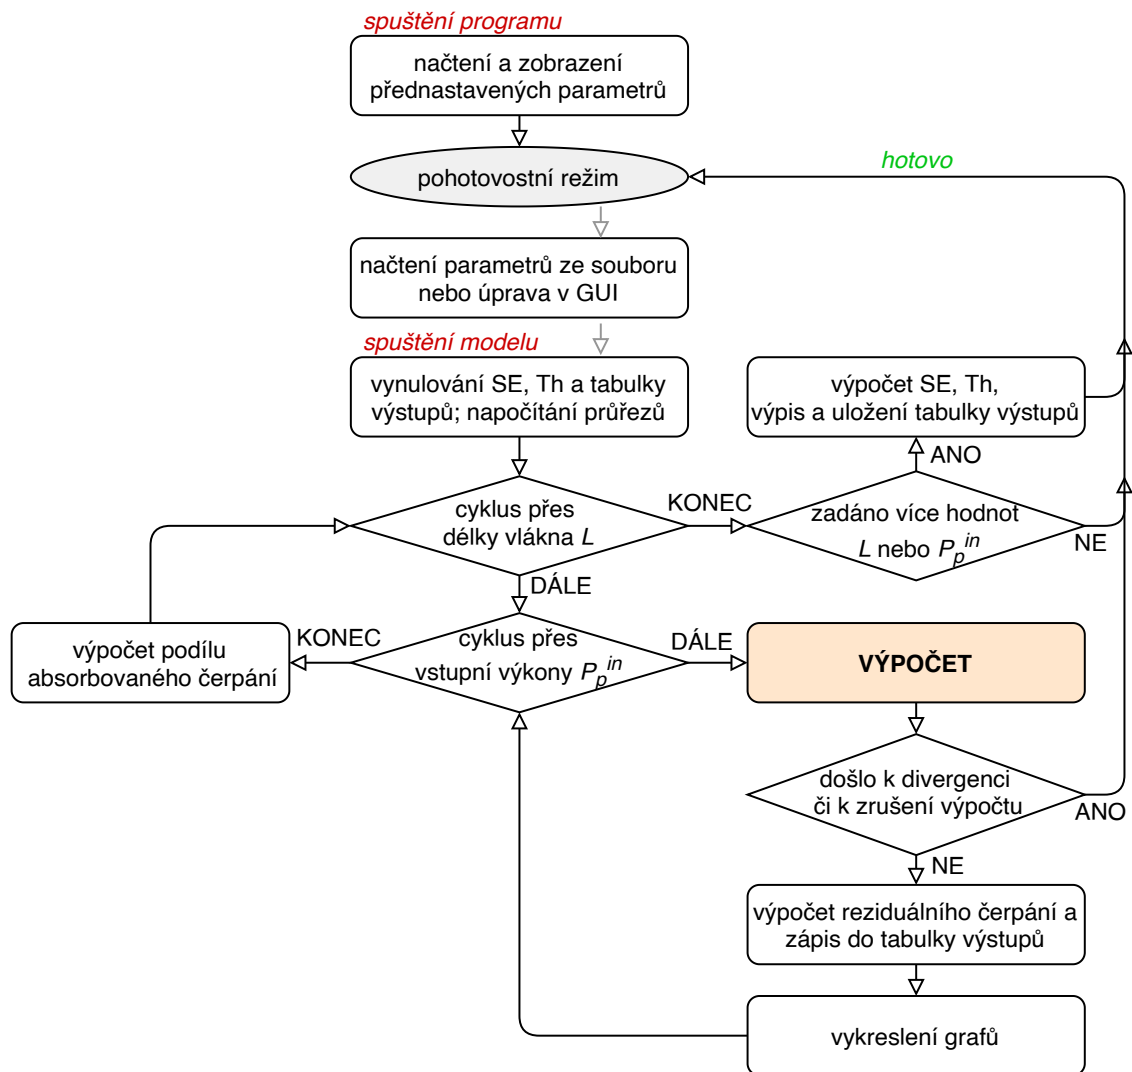 spuštění programu
načtení a zobrazení
přednastavených parametrů
hotovo
pohotovostní režim
načtení parametrů ze souboru
nebo úprava v GUI
spuštění modelu
vynulování SE, Th a tabulky
výstupů; napočítání průřezů
výpočet SE, Th,
výpis a uložení tabulky výstupů
ANO
cyklus přes
délky vlákna L
KONEC
zadáno více hodnot
L nebo P_p^in
NE
DÁLE
výpočet podílu
absorbovaného čerpání
KONEC
cyklus přes
vstupní výkony P_p^in
DÁLE
VÝPOČET
došlo k divergenci
či k zrušení výpočtu
ANO
NE
výpočet reziduálního čerpání a
zápis do tabulky výstupů
vykreslení grafů